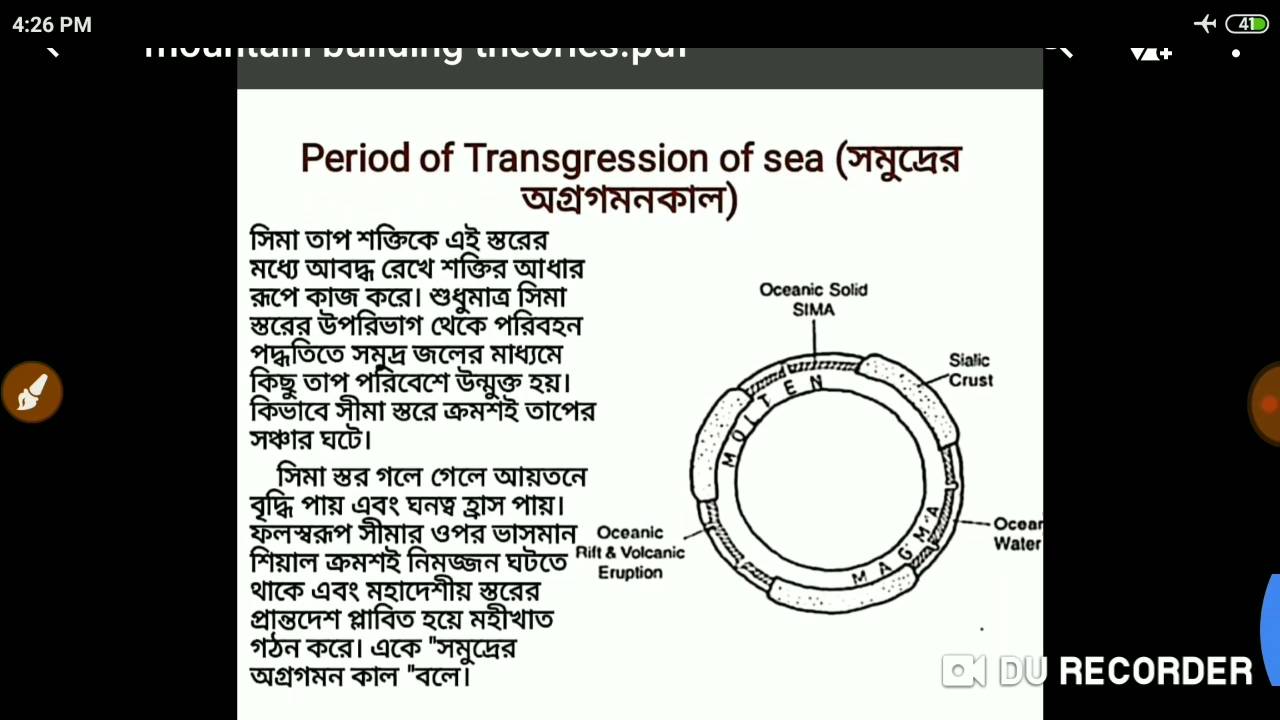 4:26 PM
41
mountain building theories.pdf
Period of Transgression of sea (সমুদ্রের
অগ্রগমনকাল)
সিমা তাপ শক্তিকে এই স্তরের
মধ্যে আবদ্ধ রেখে শক্তির আধার
রূপে কাজ করে। শুধুমাত্র সিমা
স্তরের উপরিভাগ থেকে পরিবহন
পদ্ধতিতে সমুদ্র জলের মাধ্যমে
কিছু তাপ পরিবেশে উন্মুক্ত হয়।
কিভাবে সীমা স্তরে ক্রমশই তাপের
সঞ্চার ঘটে।
সিমা স্তর গলে গেলে আয়তনে
বৃদ্ধি পায় এবং ঘনত্ব হ্রাস পায়।
ফলস্বরূপ সীমার ওপর ভাসমান
শিয়াল ক্রমশই নিমজ্জন ঘটতে
থাকে এবং মহাদেশীয় স্তরের
প্রান্তদেশ প্লাবিত হয়ে মহীখাত
গঠন করে। একে "সমুদ্রের
অগ্রগমন কাল "বলে।
Oceanic Solid
SIMA
Sialic
Crust
MOLTEN
MAGMA
Ocean
Water
Oceanic
Rift & Volcanic
Eruption
DU RECORDER